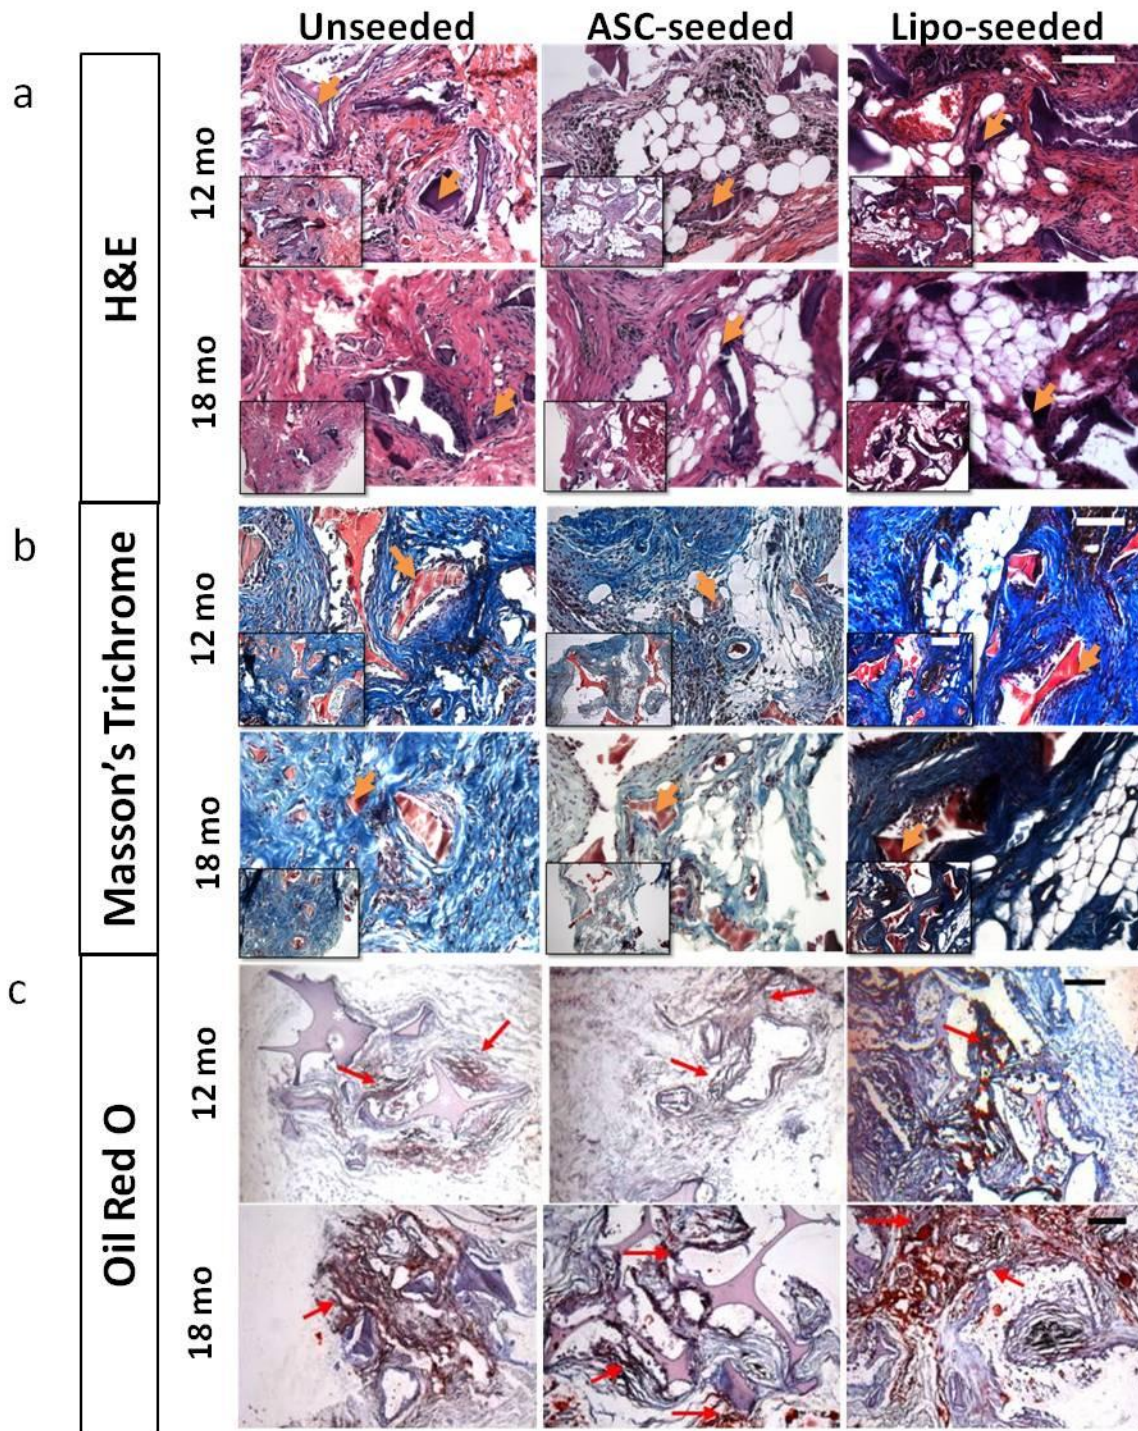 Unseeded ASC-seeded Lipo-seeded
a
H&E
12 mo
18 mo
b
Masson's Trichrome
12 mo
18 mo
c
Oil Red O
12 mo
18 mo